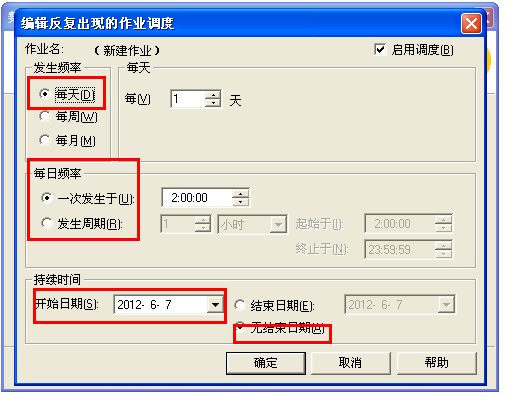 编辑反复出现的作业调度
作业名: （新建作业） 启用调度(B)
发生频率 每天
每天(D) 每(V) 1 天
每周(W)
每月(M)
每日频率
一次发生于(U): 2:00:00
发生周期(R): 1 小时 起始于(I): 2:00:00
终止于(N): 23:59:59
持续时间
开始日期(S): 2012- 6- 7 结束日期(E): 2012- 6- 7
无结束日期
确定 取消 帮助